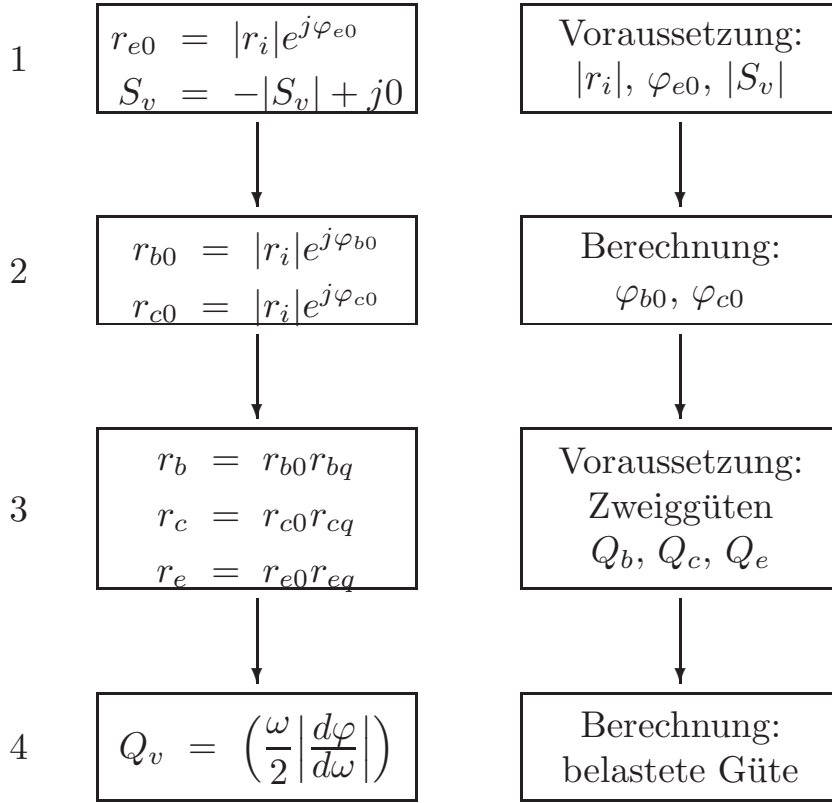 1
r_{e0} = |r_i|e^{jφ_{e0}}
S_v = −|S_v| + j0
Voraussetzung:
|r_i|, φ_{e0}, |S_v|
2
r_{b0} = |r_i|e^{jφ_{b0}}
r_{c0} = |r_i|e^{jφ_{c0}}
Berechnung:
φ_{b0}, φ_{c0}
3
r_b = r_{b0}r_{bq}
r_c = r_{c0}r_{cq}
r_e = r_{e0}r_{eq}
Voraussetzung:
Zweiggüten
Q_b, Q_c, Q_e
4
Q_v = (\frac{ω}{2}|\frac{dφ}{dω}|)
Berechnung:
belastete Güte